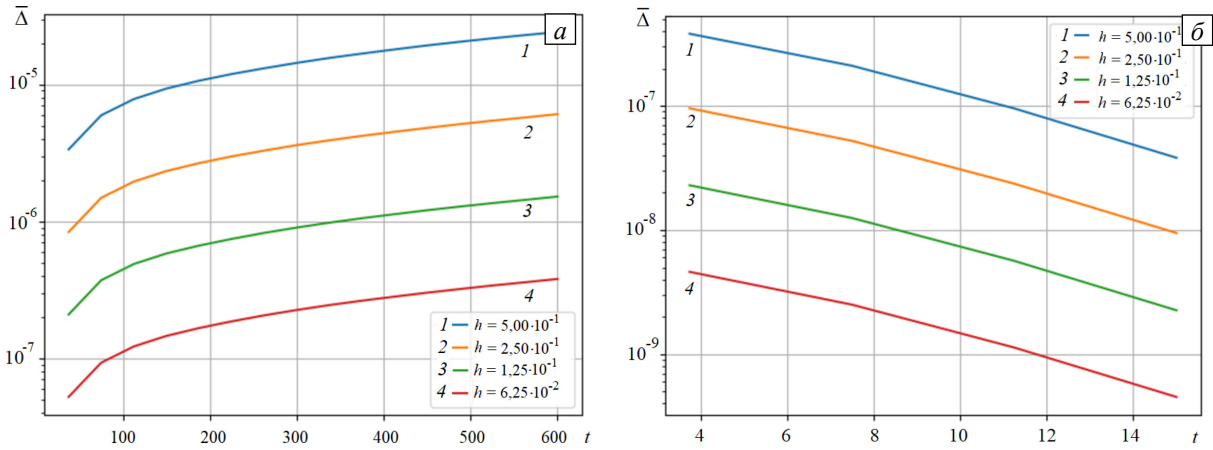 Δ̅
а
10⁻⁵
10⁻⁶
10⁻⁷
1
2
3
4
1 h = 5,00·10⁻¹
2 h = 2,50·10⁻¹
3 h = 1,25·10⁻¹
4 h = 6,25·10⁻²
100 200 300 400 500 600 t
Δ̅
б
10⁻⁷
10⁻⁸
10⁻⁹
1 h = 5,00·10⁻¹
2 h = 2,50·10⁻¹
3 h = 1,25·10⁻¹
4 h = 6,25·10⁻²
1
2
3
4
4 6 8 10 12 14 t